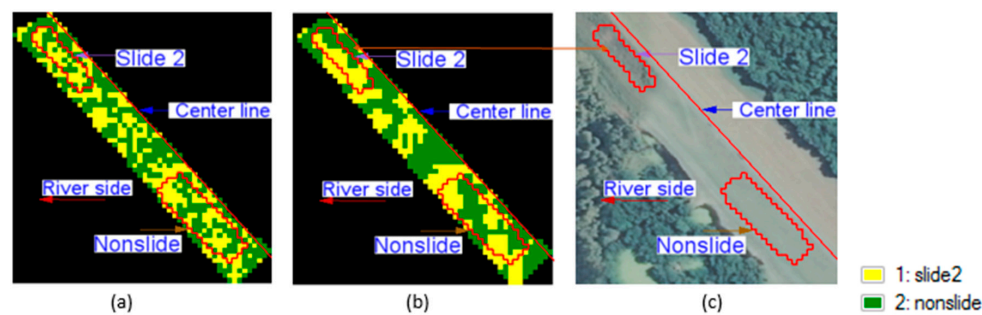 Slide 2
Center line
River side
Nonslide
(a)
Slide 2
Center line
River side
Nonslide
(b)
Slide 2
Center line
River side
Nonslide
(c)
1: slide2
2: nonslide